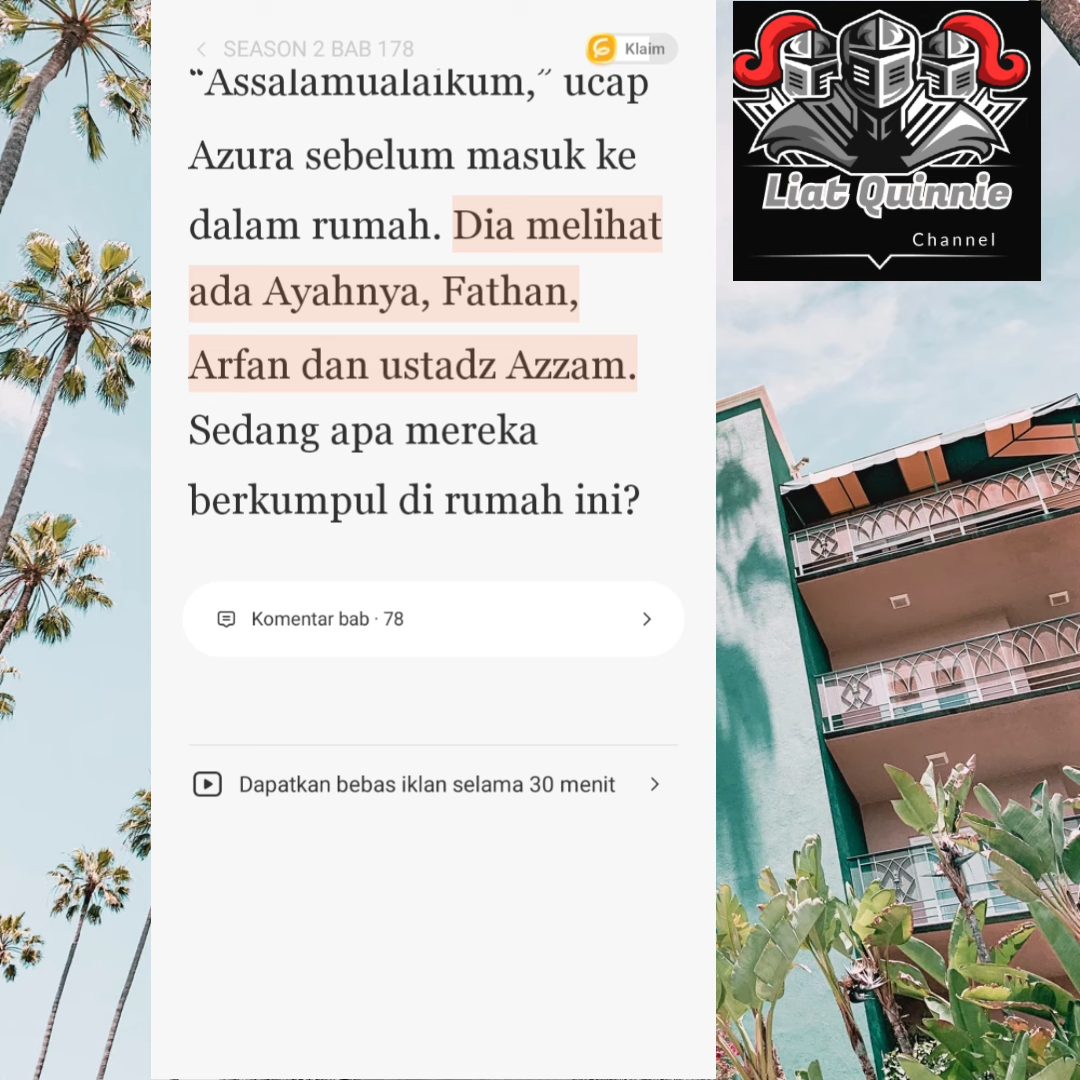 SEASON 2 BAB 178
Klaim
“Assalamualaikum,” ucap
Azura sebelum masuk ke
dalam rumah. Dia melihat
ada Ayahnya, Fathan,
Arfan dan ustadz Azzam.
Sedang apa mereka
berkumpul di rumah ini?
Komentar bab · 78
Dapatkan bebas iklan selama 30 menit
Liat Quinnie
Channel